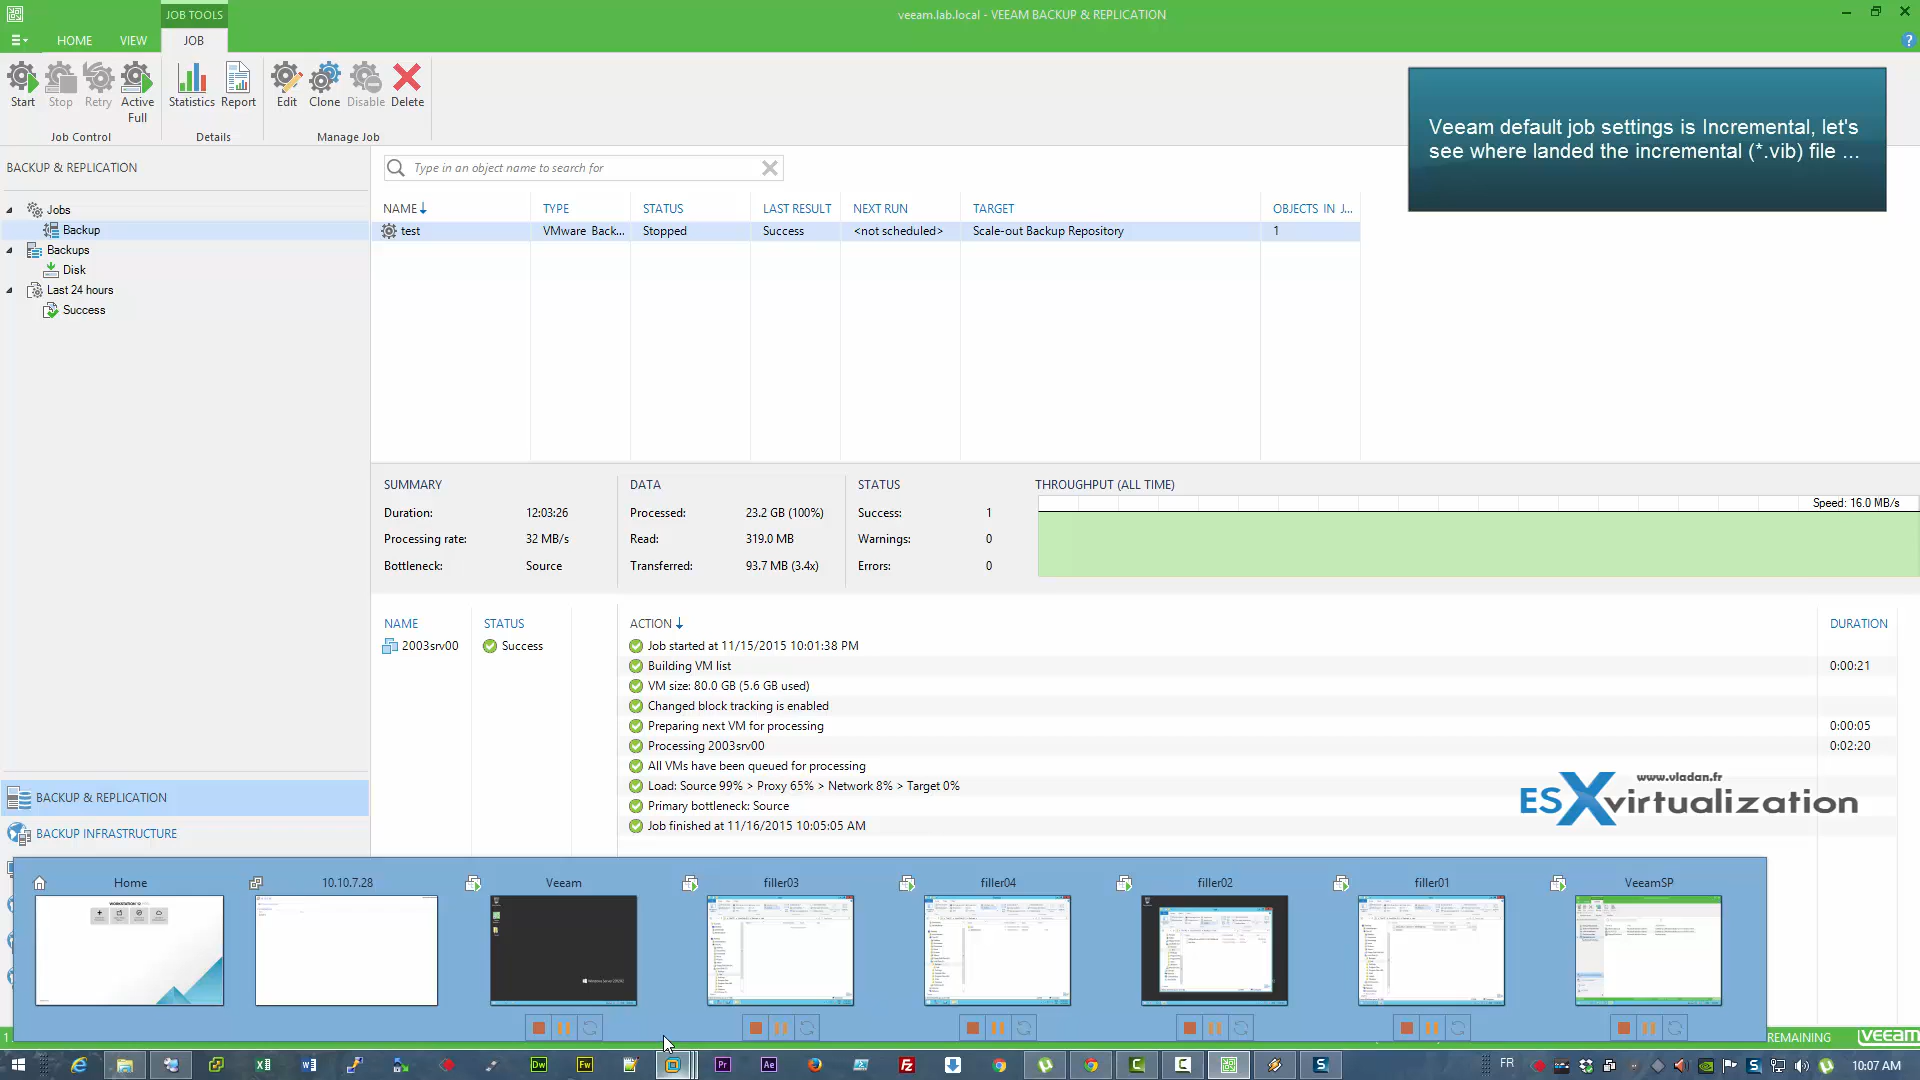 JOB TOOLS
veeam.lab.local - VEEAM BACKUP & REPLICATION
HOME VIEW JOB
Start Stop Retry Active Full Statistics Report Edit Clone Disable Delete
Job Control Details Manage Job
Veeam default job settings is Incremental, let's
see where landed the incremental (*.vib) file ...
BACKUP & REPLICATION
Type in an object name to search for
Jobs
Backup
Backups
Disk
Last 24 hours
Success
NAME TYPE STATUS LAST RESULT NEXT RUN TARGET OBJECTS IN J...
test VMware Back... Stopped Success <not scheduled> Scale-out Backup Repository 1
SUMMARY DATA STATUS THROUGHPUT (ALL TIME)
Speed: 16.0 MB/s
Duration: 12:03:26 Processed: 23.2 GB (100%) Success: 1
Processing rate: 32 MB/s Read: 319.0 MB Warnings: 0
Bottleneck: Source Transferred: 93.7 MB (3.4x) Errors: 0
NAME STATUS ACTION DURATION
2003srv00 Success Job started at 11/15/2015 10:01:38 PM
Building VM list 0:00:21
VM size: 80.0 GB (5.6 GB used)
Changed block tracking is enabled
Preparing next VM for processing 0:00:05
Processing 2003srv00 0:02:20
All VMs have been queued for processing
Load: Source 99% > Proxy 65% > Network 8% > Target 0%
Primary bottleneck: Source
Job finished at 11/16/2015 10:05:05 AM
www.vladan.fr
ESXvirtualization
BACKUP & REPLICATION
BACKUP INFRASTRUCTURE
Home 10.10.7.28 Veeam filler03 filler04 filler02 filler01 VeeamSP
REMAINING veeam
Dw Fw Pr Ae FR 10:07 AM